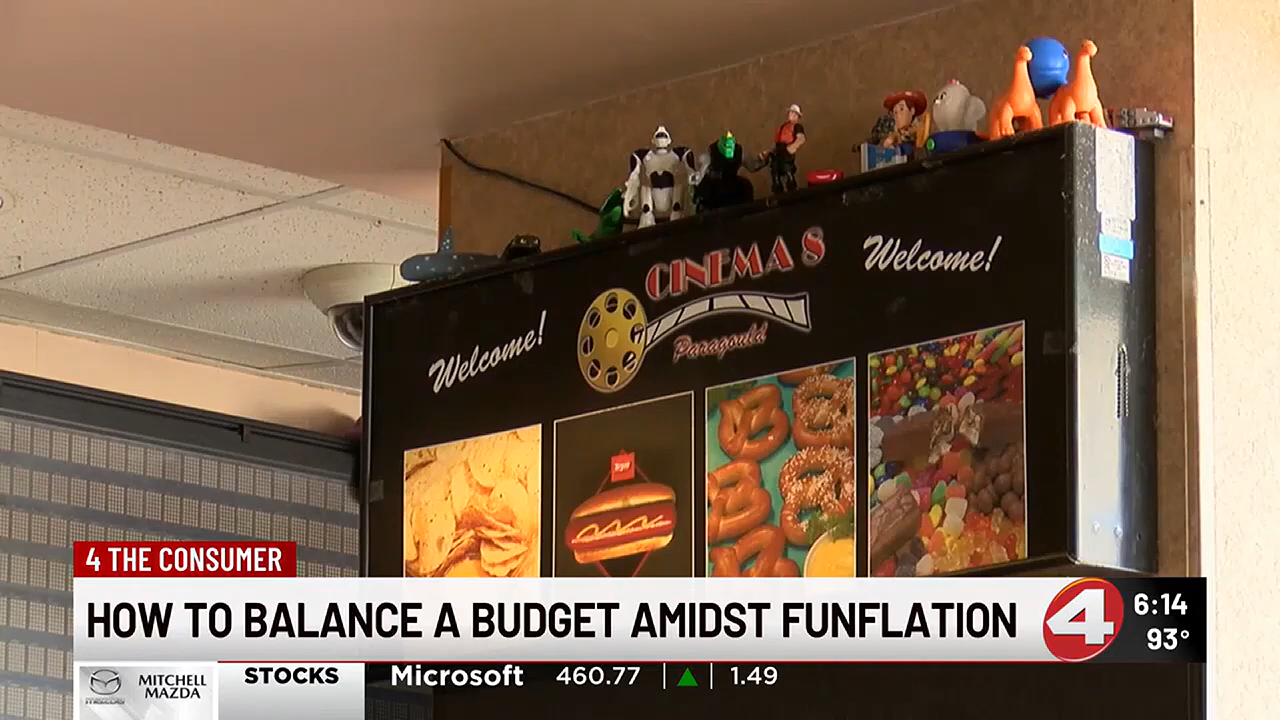 CINEMA 8
Welcome!
Welcome!
Paragould
4 THE CONSUMER
HOW TO BALANCE A BUDGET AMIDST FUNFLATION
4
6:14
93°
MITCHELL
MAZDA
STOCKS
Microsoft 460.77 1.49